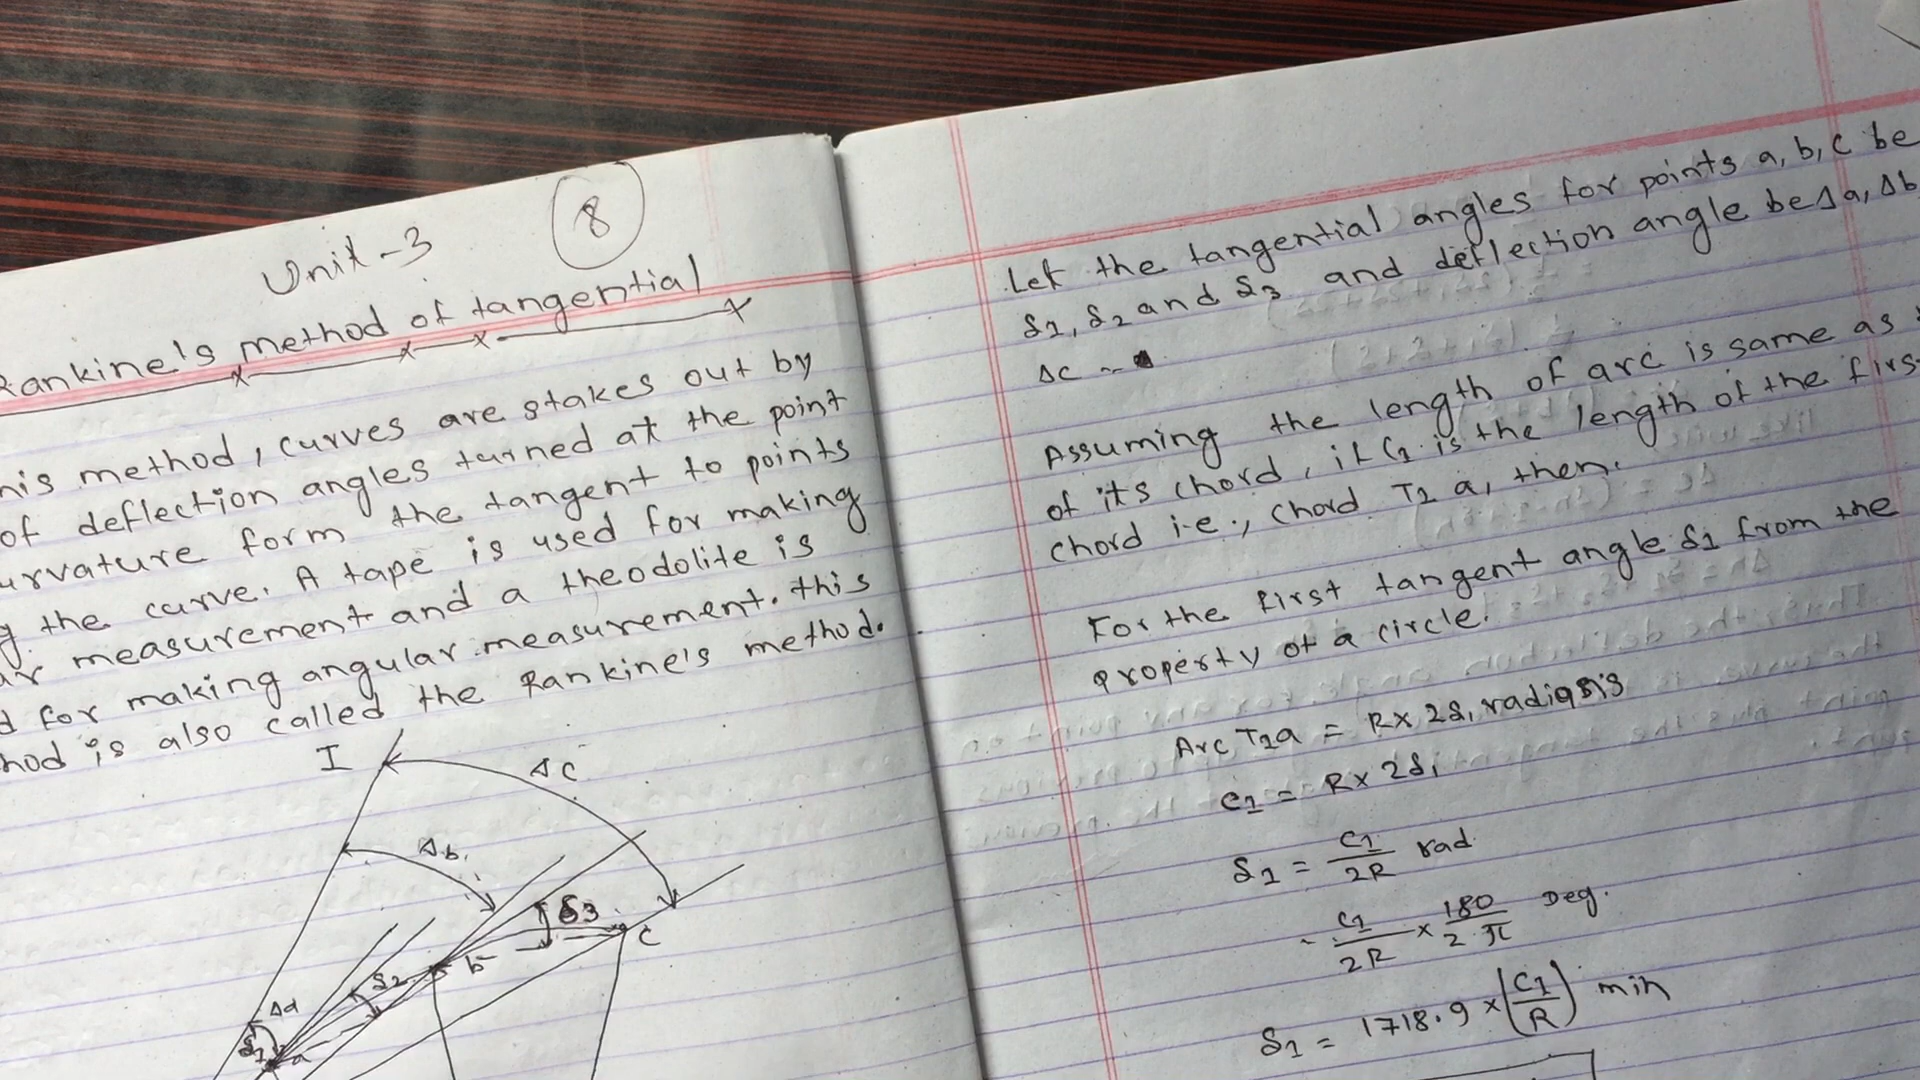 Unit-3
8
Rankine's method of tangential
his method, curves are stakes out by
of deflection angles turned at the point
urvature form the tangent to points
g the curve. A tape is used for making
ar measurement and a theodolite is
d for making angular measurement. this
hod is also called the Rankine's method.
I
Δc
Δb
δ3
c
b
δ2
Δa
δ1
a
Let the tangential angles for points a, b, c be
δ1, δ2 and δ3 and deflection angle be Δa, Δb
Δc
Assuming the length of arc is same as
of its chord, if C1 is the length of the firs
chord i.e., chord T1 a, then.
For the first tangent angle δ1 from the
property of a circle.
Arc T1a = R x 2δ1 radians
C1 = R x 2δ1
δ1 = C1/2R rad
= C1/2R x 180/2 π Deg.
δ1 = 1718.9 x (C1/R) min